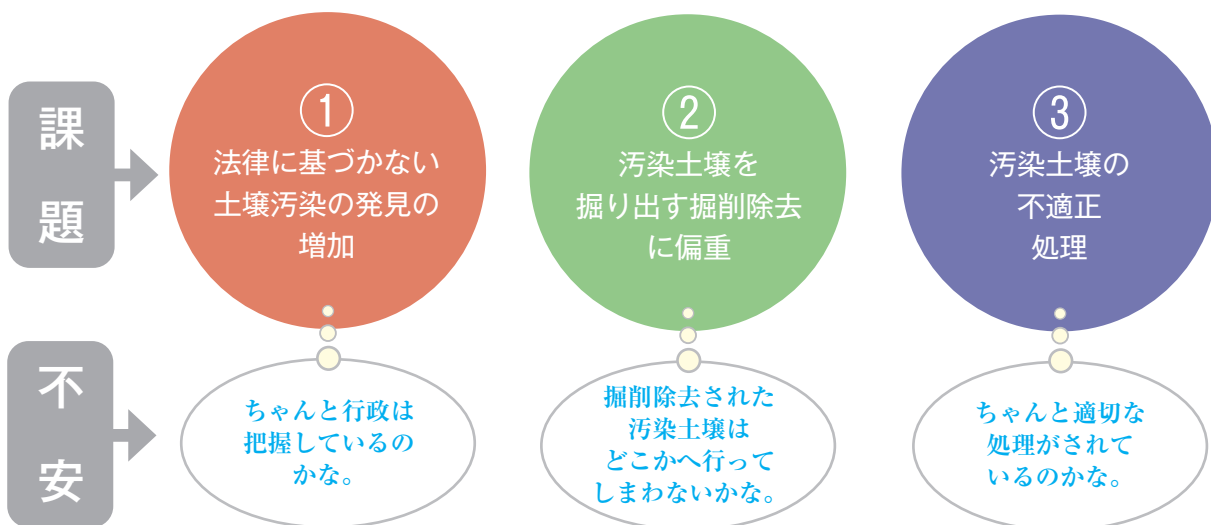 課題
①
法律に基づかない
土壌汚染の発見の
増加
②
汚染土壌を
掘り出す掘削除去
に偏重
③
汚染土壌の
不適正
処理
不安
ちゃんと行政は
把握しているの
かな。
掘削除去された
汚染土壌は
どこかへ行って
しまわないかな。
ちゃんと適切な
処理がされて
いるのかな。